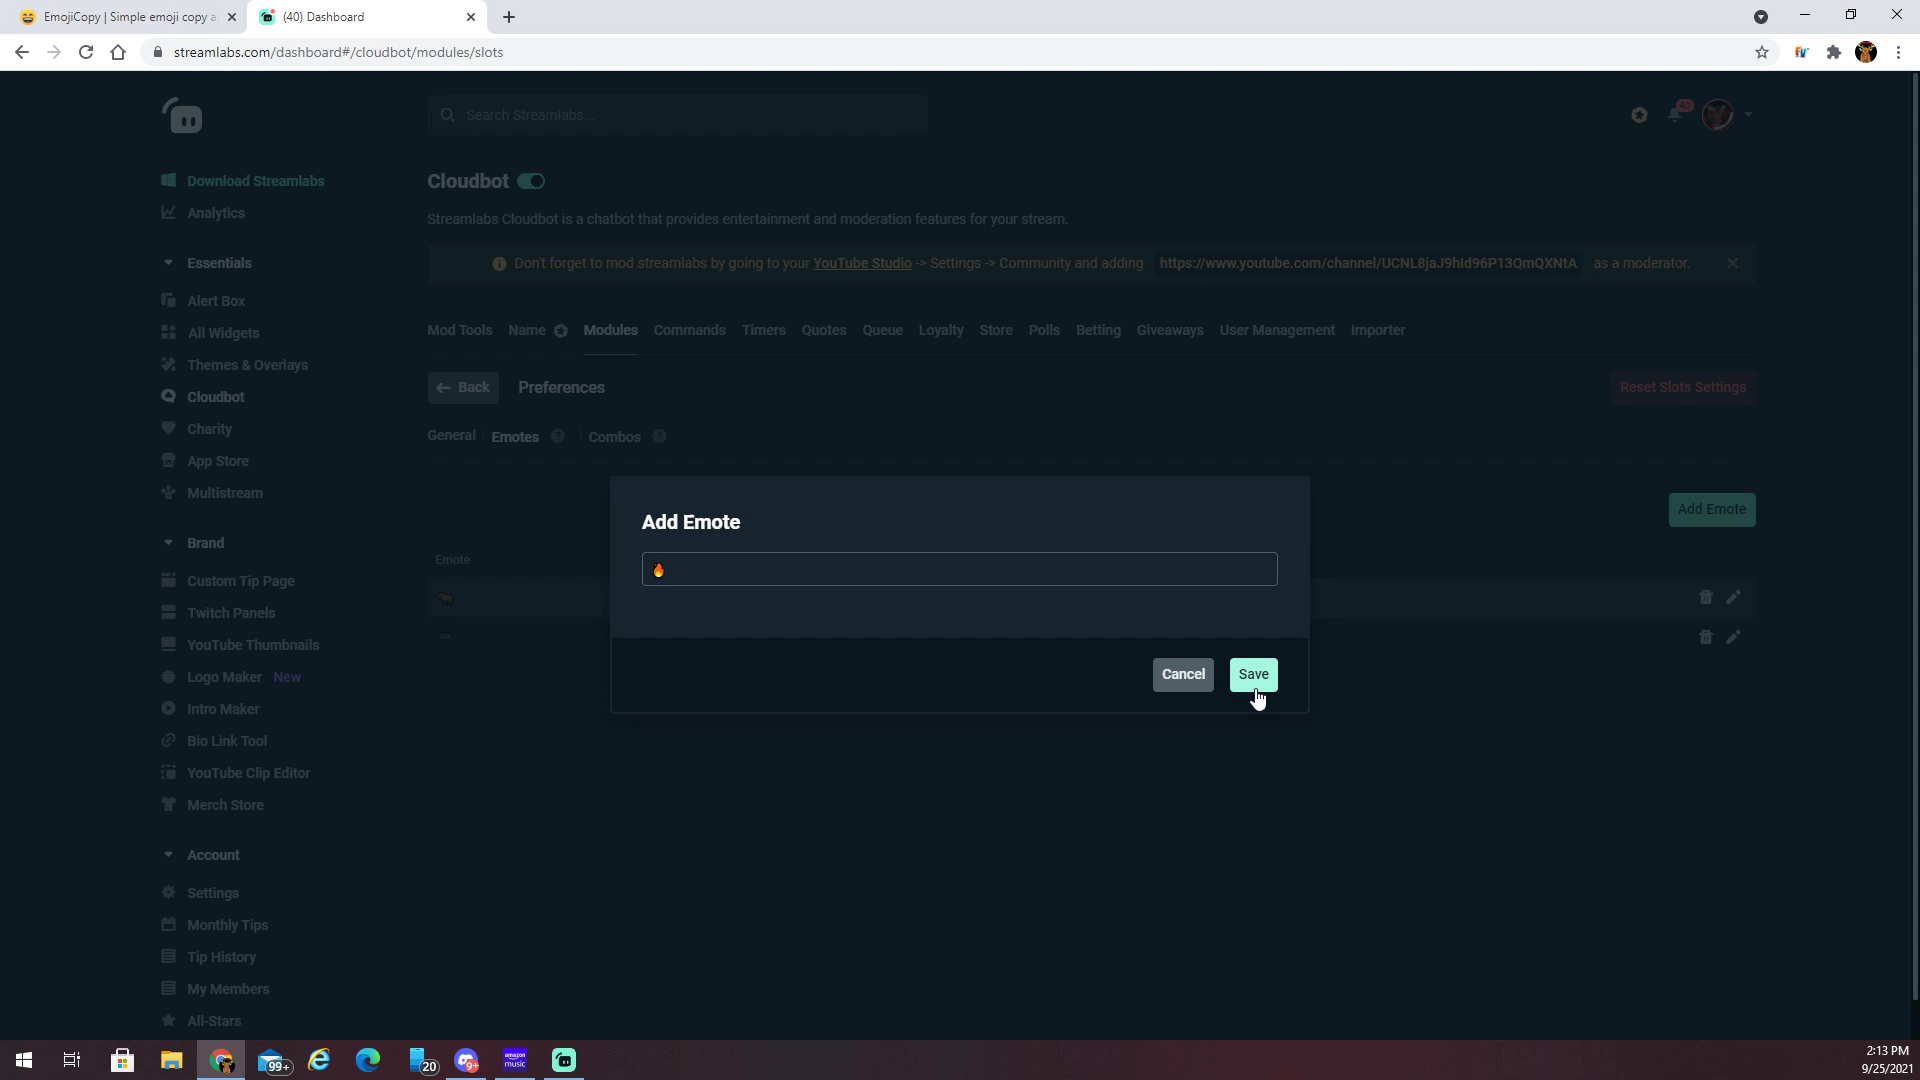 EmojiCopy | Simple emoji copy a
(40) Dashboard
streamlabs.com/dashboard#/cloudbot/modules/slots
Search Streamlabs...
40
Download Streamlabs
Analytics
Essentials
Alert Box
All Widgets
Themes & Overlays
Cloudbot
Charity
App Store
Multistream
Brand
Custom Tip Page
Twitch Panels
YouTube Thumbnails
Logo Maker New
Intro Maker
Bio Link Tool
YouTube Clip Editor
Merch Store
Account
Settings
Monthly Tips
Tip History
My Members
All-Stars
Cloudbot
Streamlabs Cloudbot is a chatbot that provides entertainment and moderation features for your stream.
Don't forget to mod streamlabs by going to your YouTube Studio -> Settings -> Community and adding https://www.youtube.com/channel/UCNL8jaJ9hId96P13QmQXNtA as a moderator.
Mod Tools Name Modules Commands Timers Quotes Queue Loyalty Store Polls Betting Giveaways User Management Importer
Back Preferences Reset Slots Settings
General Emotes ? Combos ?
Add Emote
Emote
Add Emote
🔥
Cancel Save
99+
20
9+
amazon
music
2:13 PM
9/25/2021